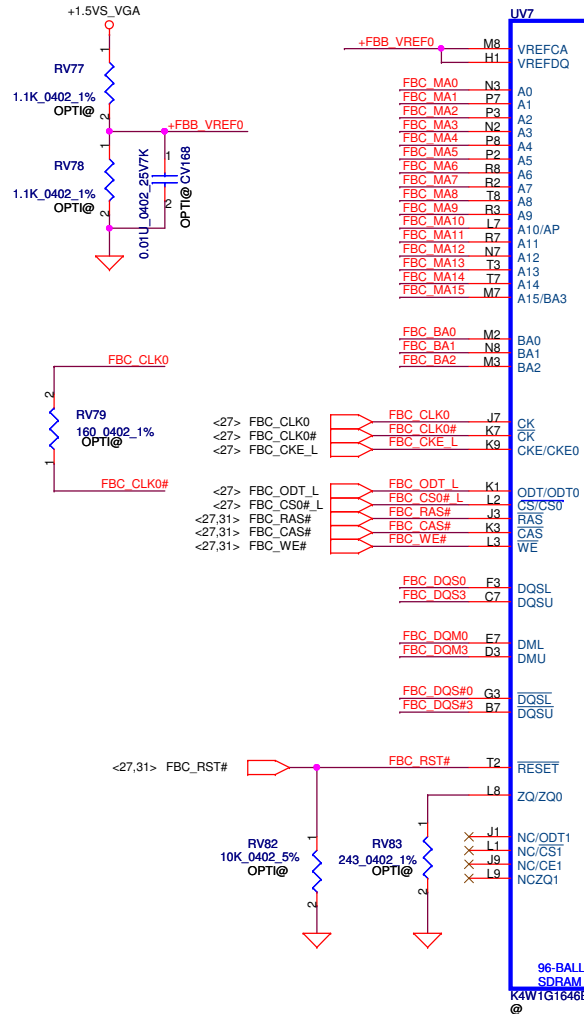 +1.5VS_VGA
1
RV77
1.1K_0402_1%
OPTI@
2
+FBB_VREF0
1
RV78
1.1K_0402_1%
OPTI@
2
1
2
0.01U_0402_25V7K
OPTI@ CV168
FBC_CLK0
2
RV79
160_0402_1%
OPTI@
1
FBC_CLK0#
UV7
+FBB_VREF0 M8 VREFCA
H1 VREFDQ
FBC_MA0 N3 A0
FBC_MA1 P7 A1
FBC_MA2 P3 A2
FBC_MA3 N2 A3
FBC_MA4 P8 A4
FBC_MA5 P2 A5
FBC_MA6 R8 A6
FBC_MA7 R2 A7
FBC_MA8 T8 A8
FBC_MA9 R3 A9
FBC_MA10 L7 A10/AP
FBC_MA11 R7 A11
FBC_MA12 N7 A12
FBC_MA13 T3 A13
FBC_MA14 T7 A14
FBC_MA15 M7 A15/BA3
FBC_BA0 M2 BA0
FBC_BA1 N8 BA1
FBC_BA2 M3 BA2
<27> FBC_CLK0 FBC_CLK0 J7 CK
<27> FBC_CLK0# FBC_CLK0# K7 CK
<27> FBC_CKE_L FBC_CKE_L K9 CKE/CKE0
<27> FBC_ODT_L FBC_ODT_L K1 ODT/ODT0
<27> FBC_CS0#_L FBC_CS0#_L L2 CS/CS0
<27,31> FBC_RAS# FBC_RAS# J3 RAS
<27,31> FBC_CAS# FBC_CAS# K3 CAS
<27,31> FBC_WE# FBC_WE# L3 WE
FBC_DQS0 F3 DQSL
FBC_DQS3 C7 DQSU
FBC_DQM0 E7 DML
FBC_DQM3 D3 DMU
FBC_DQS#0 G3 DQSL
FBC_DQS#3 B7 DQSU
<27,31> FBC_RST# FBC_RST# T2 RESET
L8 ZQ/ZQ0
1
RV82
10K_0402_5%
OPTI@
2
1
RV83
243_0402_1%
OPTI@
2
J1 NC/ODT1
L1 NC/CS1
J9 NC/CE1
L9 NCZQ1
96-BALL
SDRAM
K4W1G1646
@